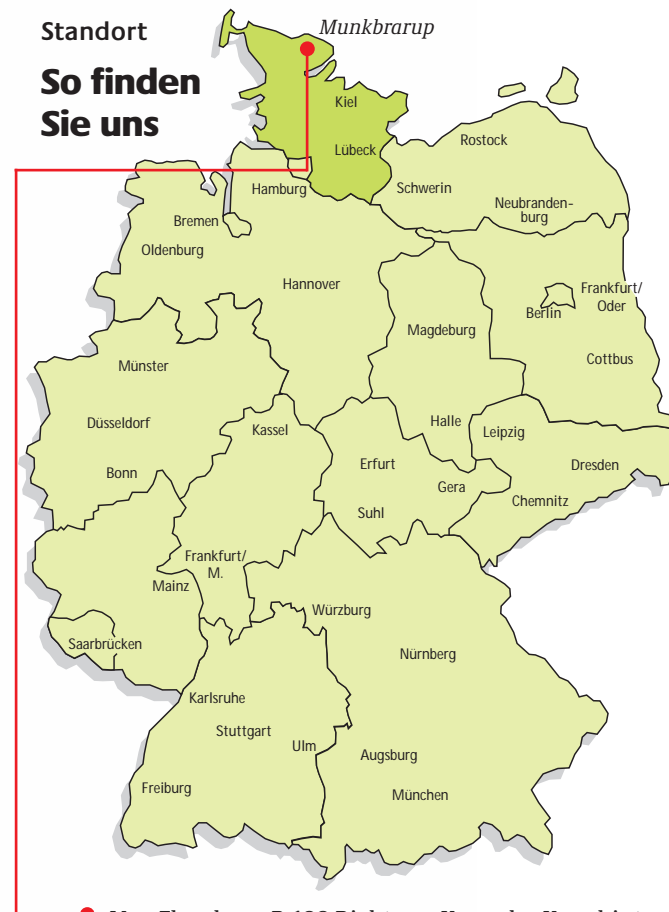 Standort
Munkbrarup
So finden
Sie uns
Kiel
Lübeck
Rostock
Hamburg
Schwerin
Neubranden-
burg
Bremen
Oldenburg
Hannover
Frankfurt/
Oder
Berlin
Magdeburg
Cottbus
Münster
Düsseldorf
Kassel
Halle
Leipzig
Erfurt
Dresden
Bonn
Gera
Chemnitz
Suhl
Frankfurt/
M.
Mainz
Würzburg
Saarbrücken
Nürnberg
Karlsruhe
Stuttgart
Ulm
Augsburg
Freiburg
München